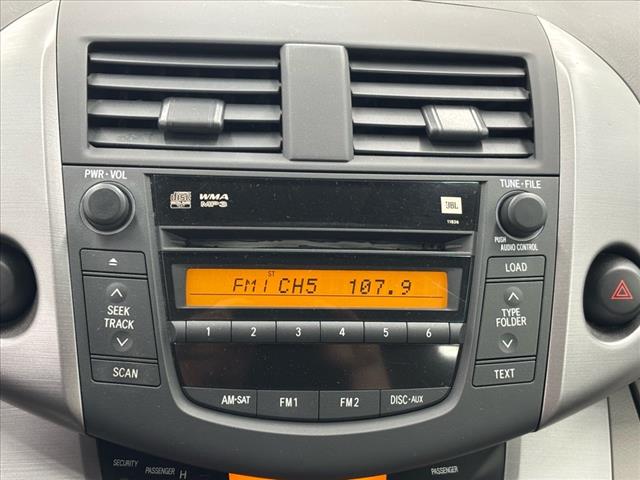 PWR·VOL
TUNE·FILE
WMA
MP3
JBL
11836
PUSH
AUDIO CONTROL
LOAD
ST
FM1 CH5 107.9
SEEK
TRACK
TYPE
FOLDER
1 2 3 4 5 6
SCAN
TEXT
AM·SAT FM1 FM2 DISC·AUX
SECURITY PASSENGER H PASSENGER